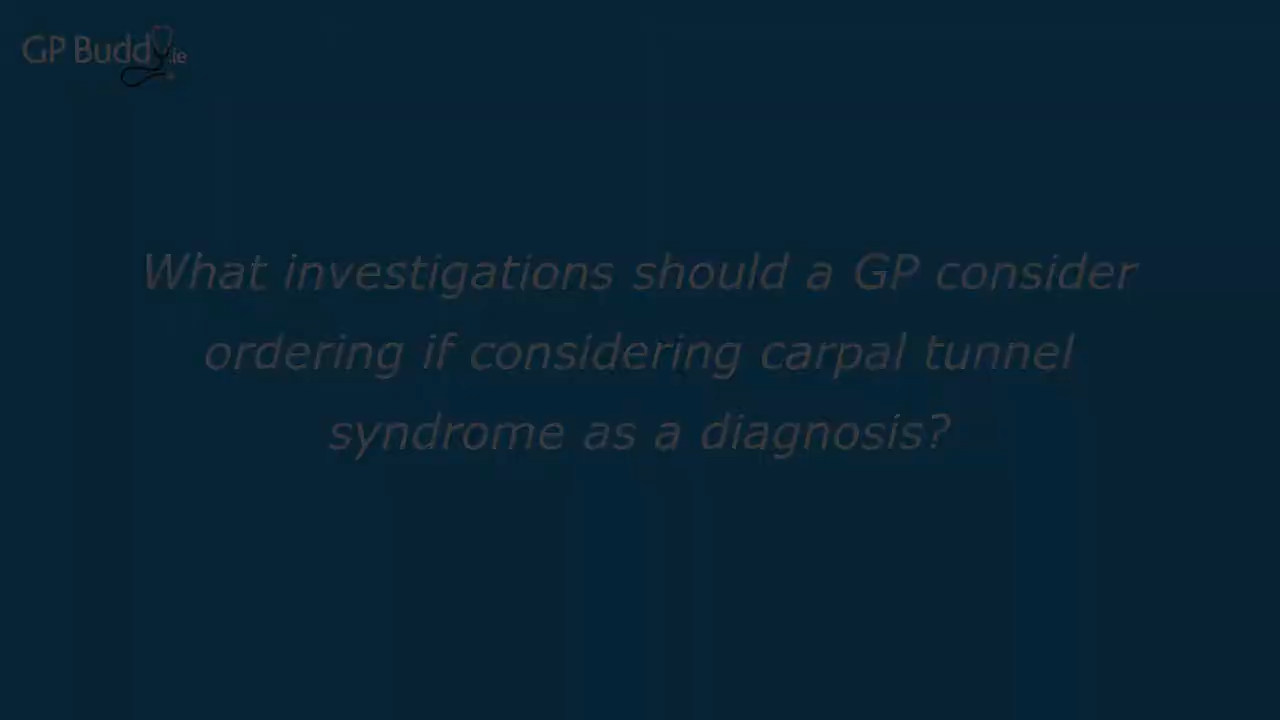 GP Buddy.ie
What investigations should a GP consider
ordering if considering carpal tunnel
syndrome as a diagnosis?